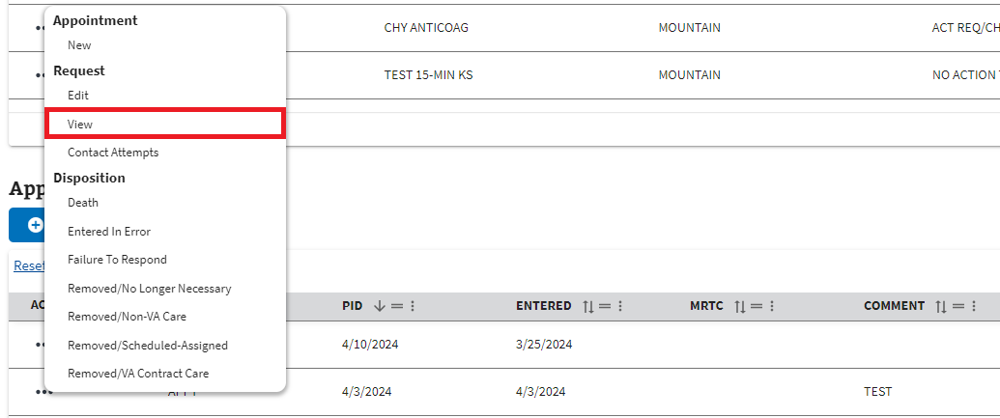 Appointment
New
Request
Edit
View
Contact Attempts
Disposition
Death
Entered In Error
Failure To Respond
Removed/No Longer Necessary
Removed/Non-VA Care
Removed/Scheduled-Assigned
Removed/VA Contract Care
CHY ANTICOAG MOUNTAIN ACT REQ/CH
TEST 15-MIN KS MOUNTAIN NO ACTION
App
Reset
AC PID ENTERED MRTC COMMENT
4/10/2024 3/25/2024
APPT 4/3/2024 4/3/2024 TEST